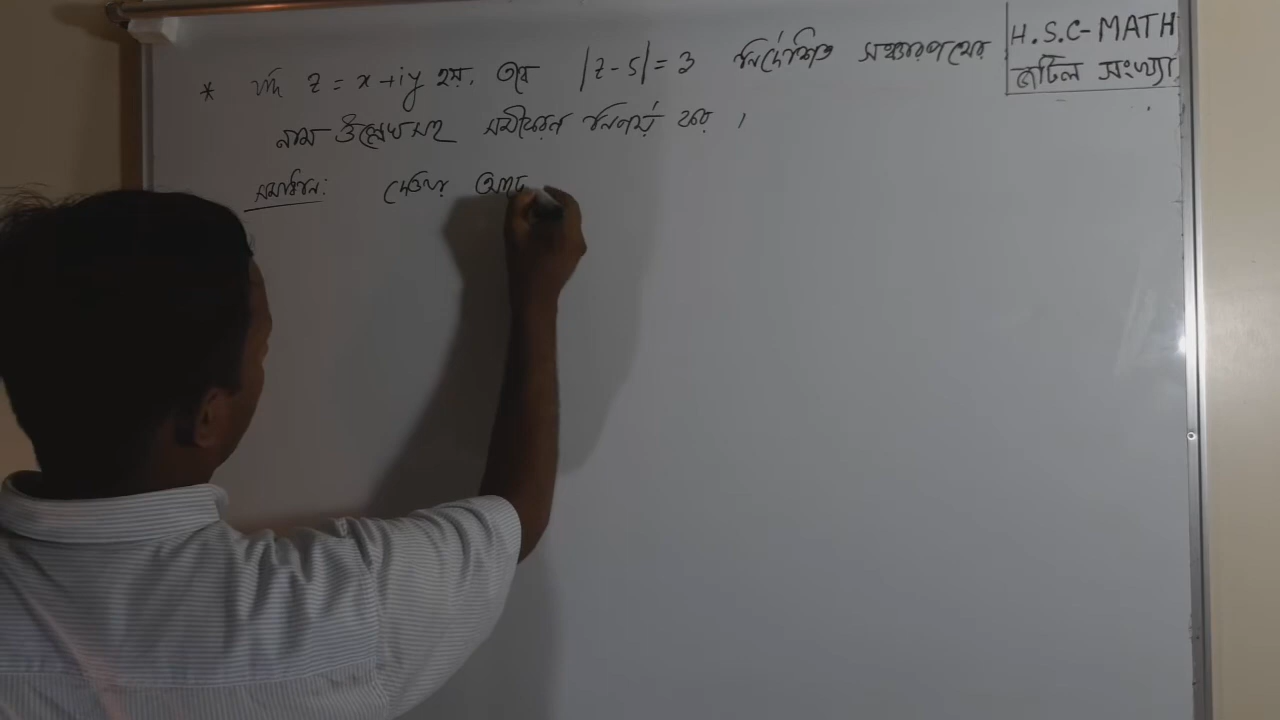 * যদি z = x + iy হয়, তবে |z - 5| = 3 নির্দেশিত সঞ্চারপথের
নাম উল্লেখসহ সমীকরণ নির্ণয় কর ।
H.S.C-MATH
জটিল সংখ্যা
সমাধান: দেওয়া আছে